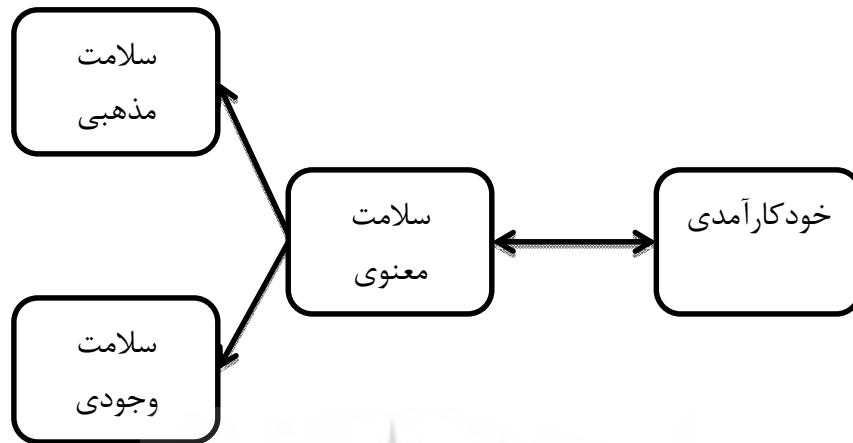 سلامت
مذهبی
سلامت
معنوی
خودکارآمدی
سلامت
وجودی